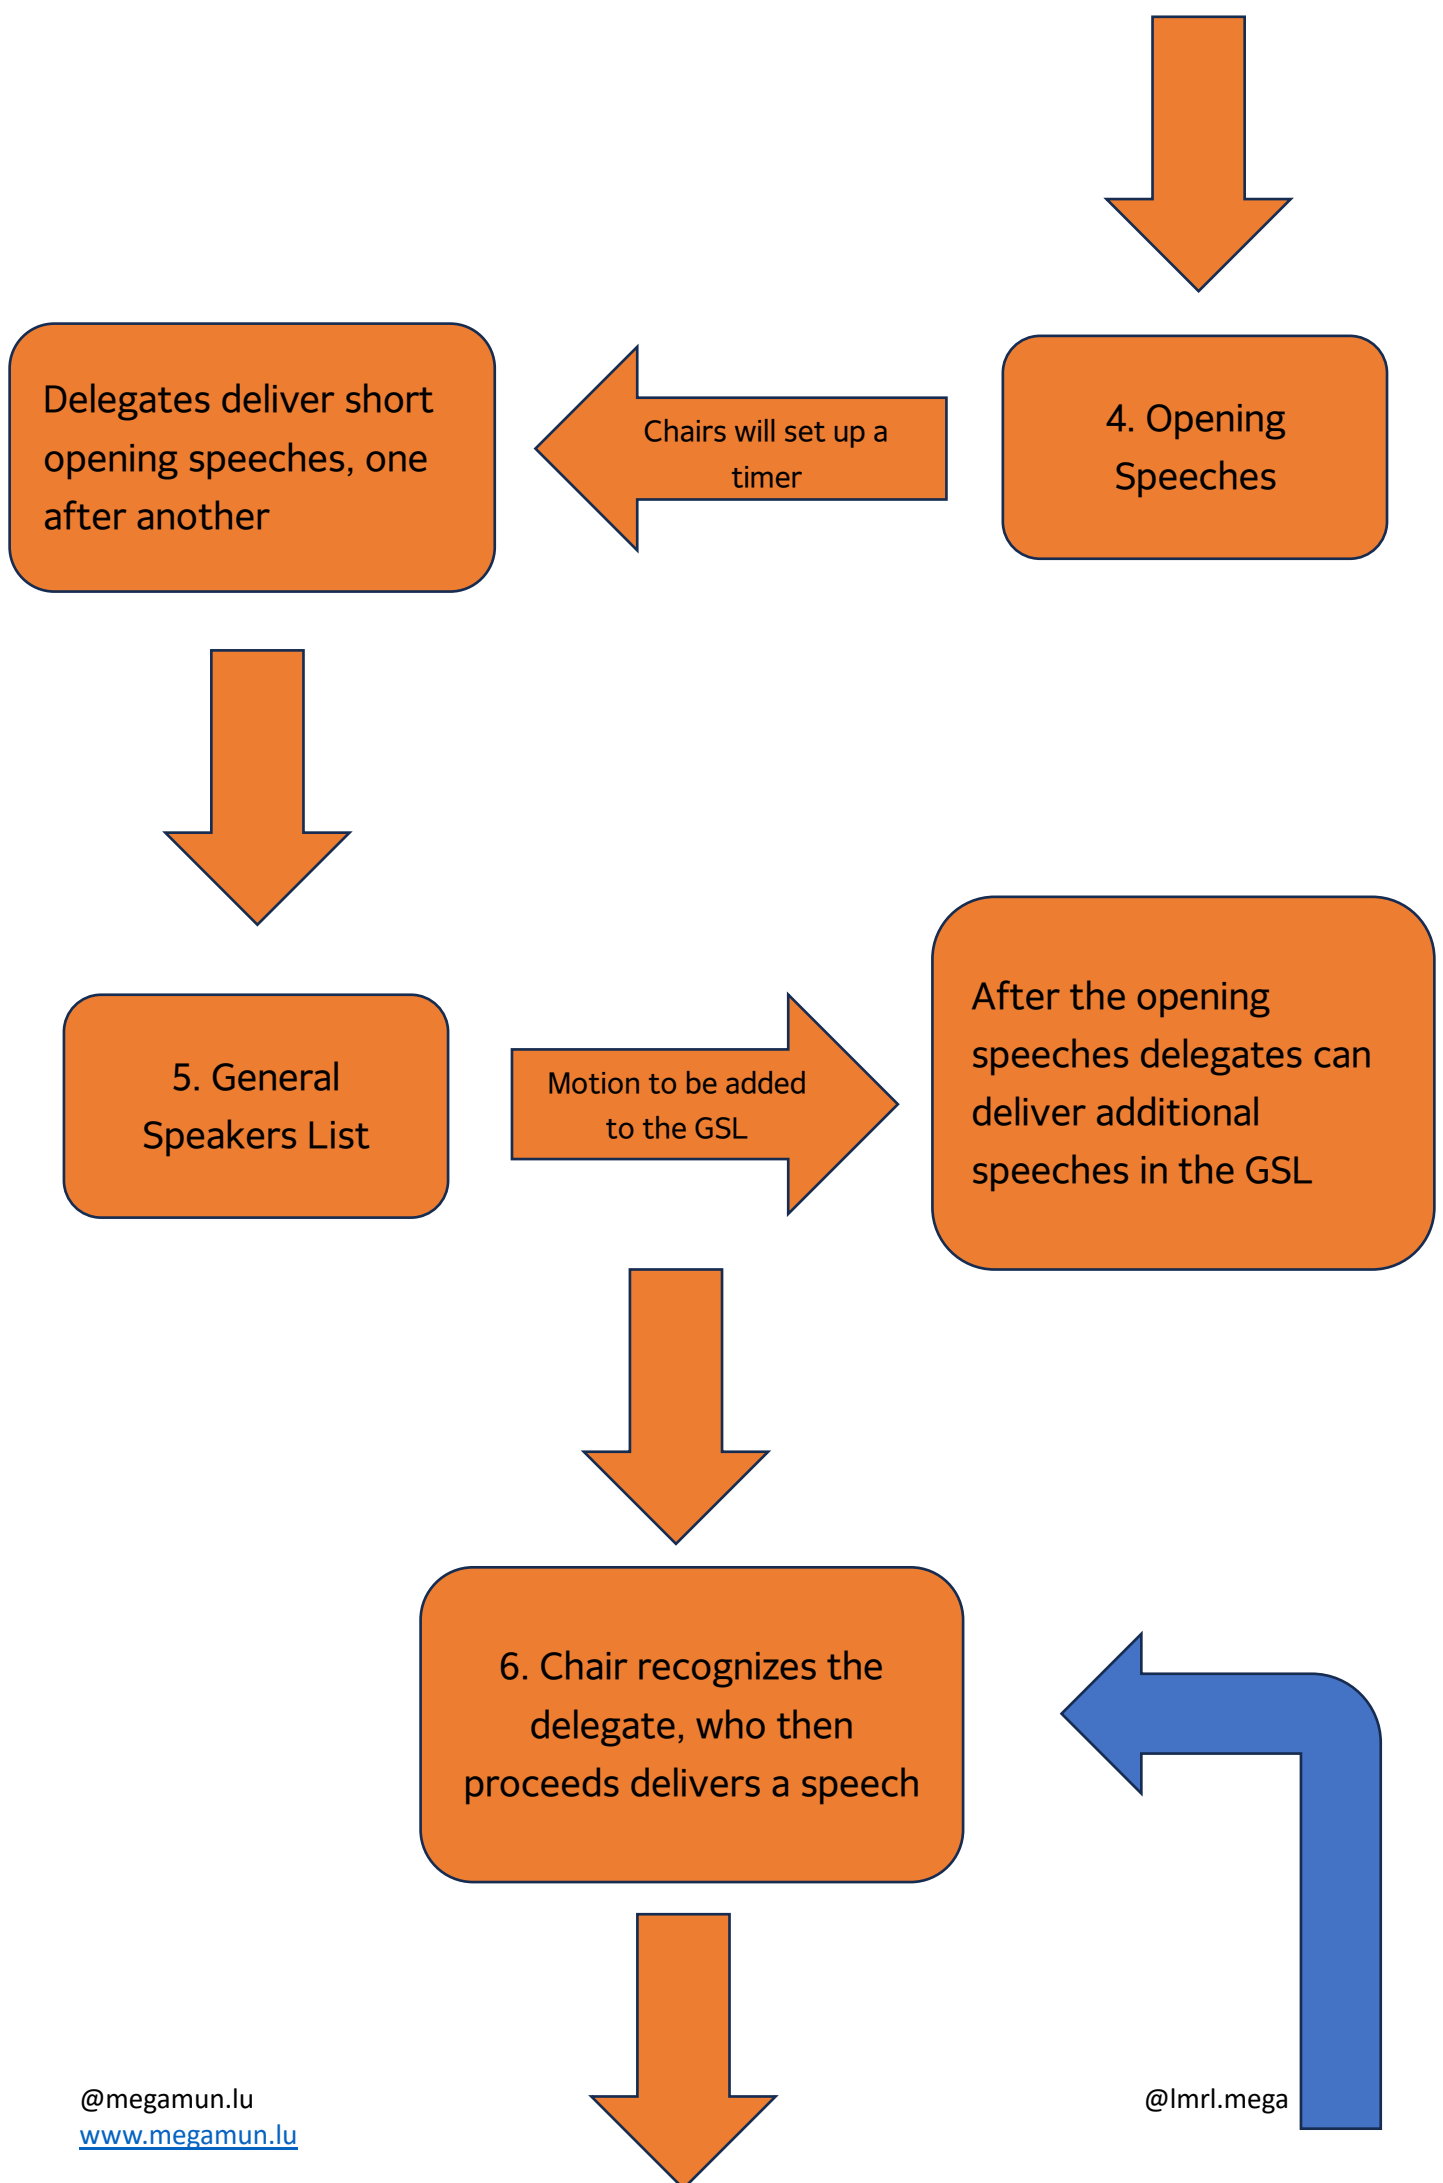 4. Opening
Speeches
Chairs will set up a
timer
Delegates deliver short
opening speeches, one
after another
5. General
Speakers List
Motion to be added
to the GSL
After the opening
speeches delegates can
deliver additional
speeches in the GSL
6. Chair recognizes the
delegate, who then
proceeds delivers a speech
@megamun.lu
www.megamun.lu
@lmrl.mega